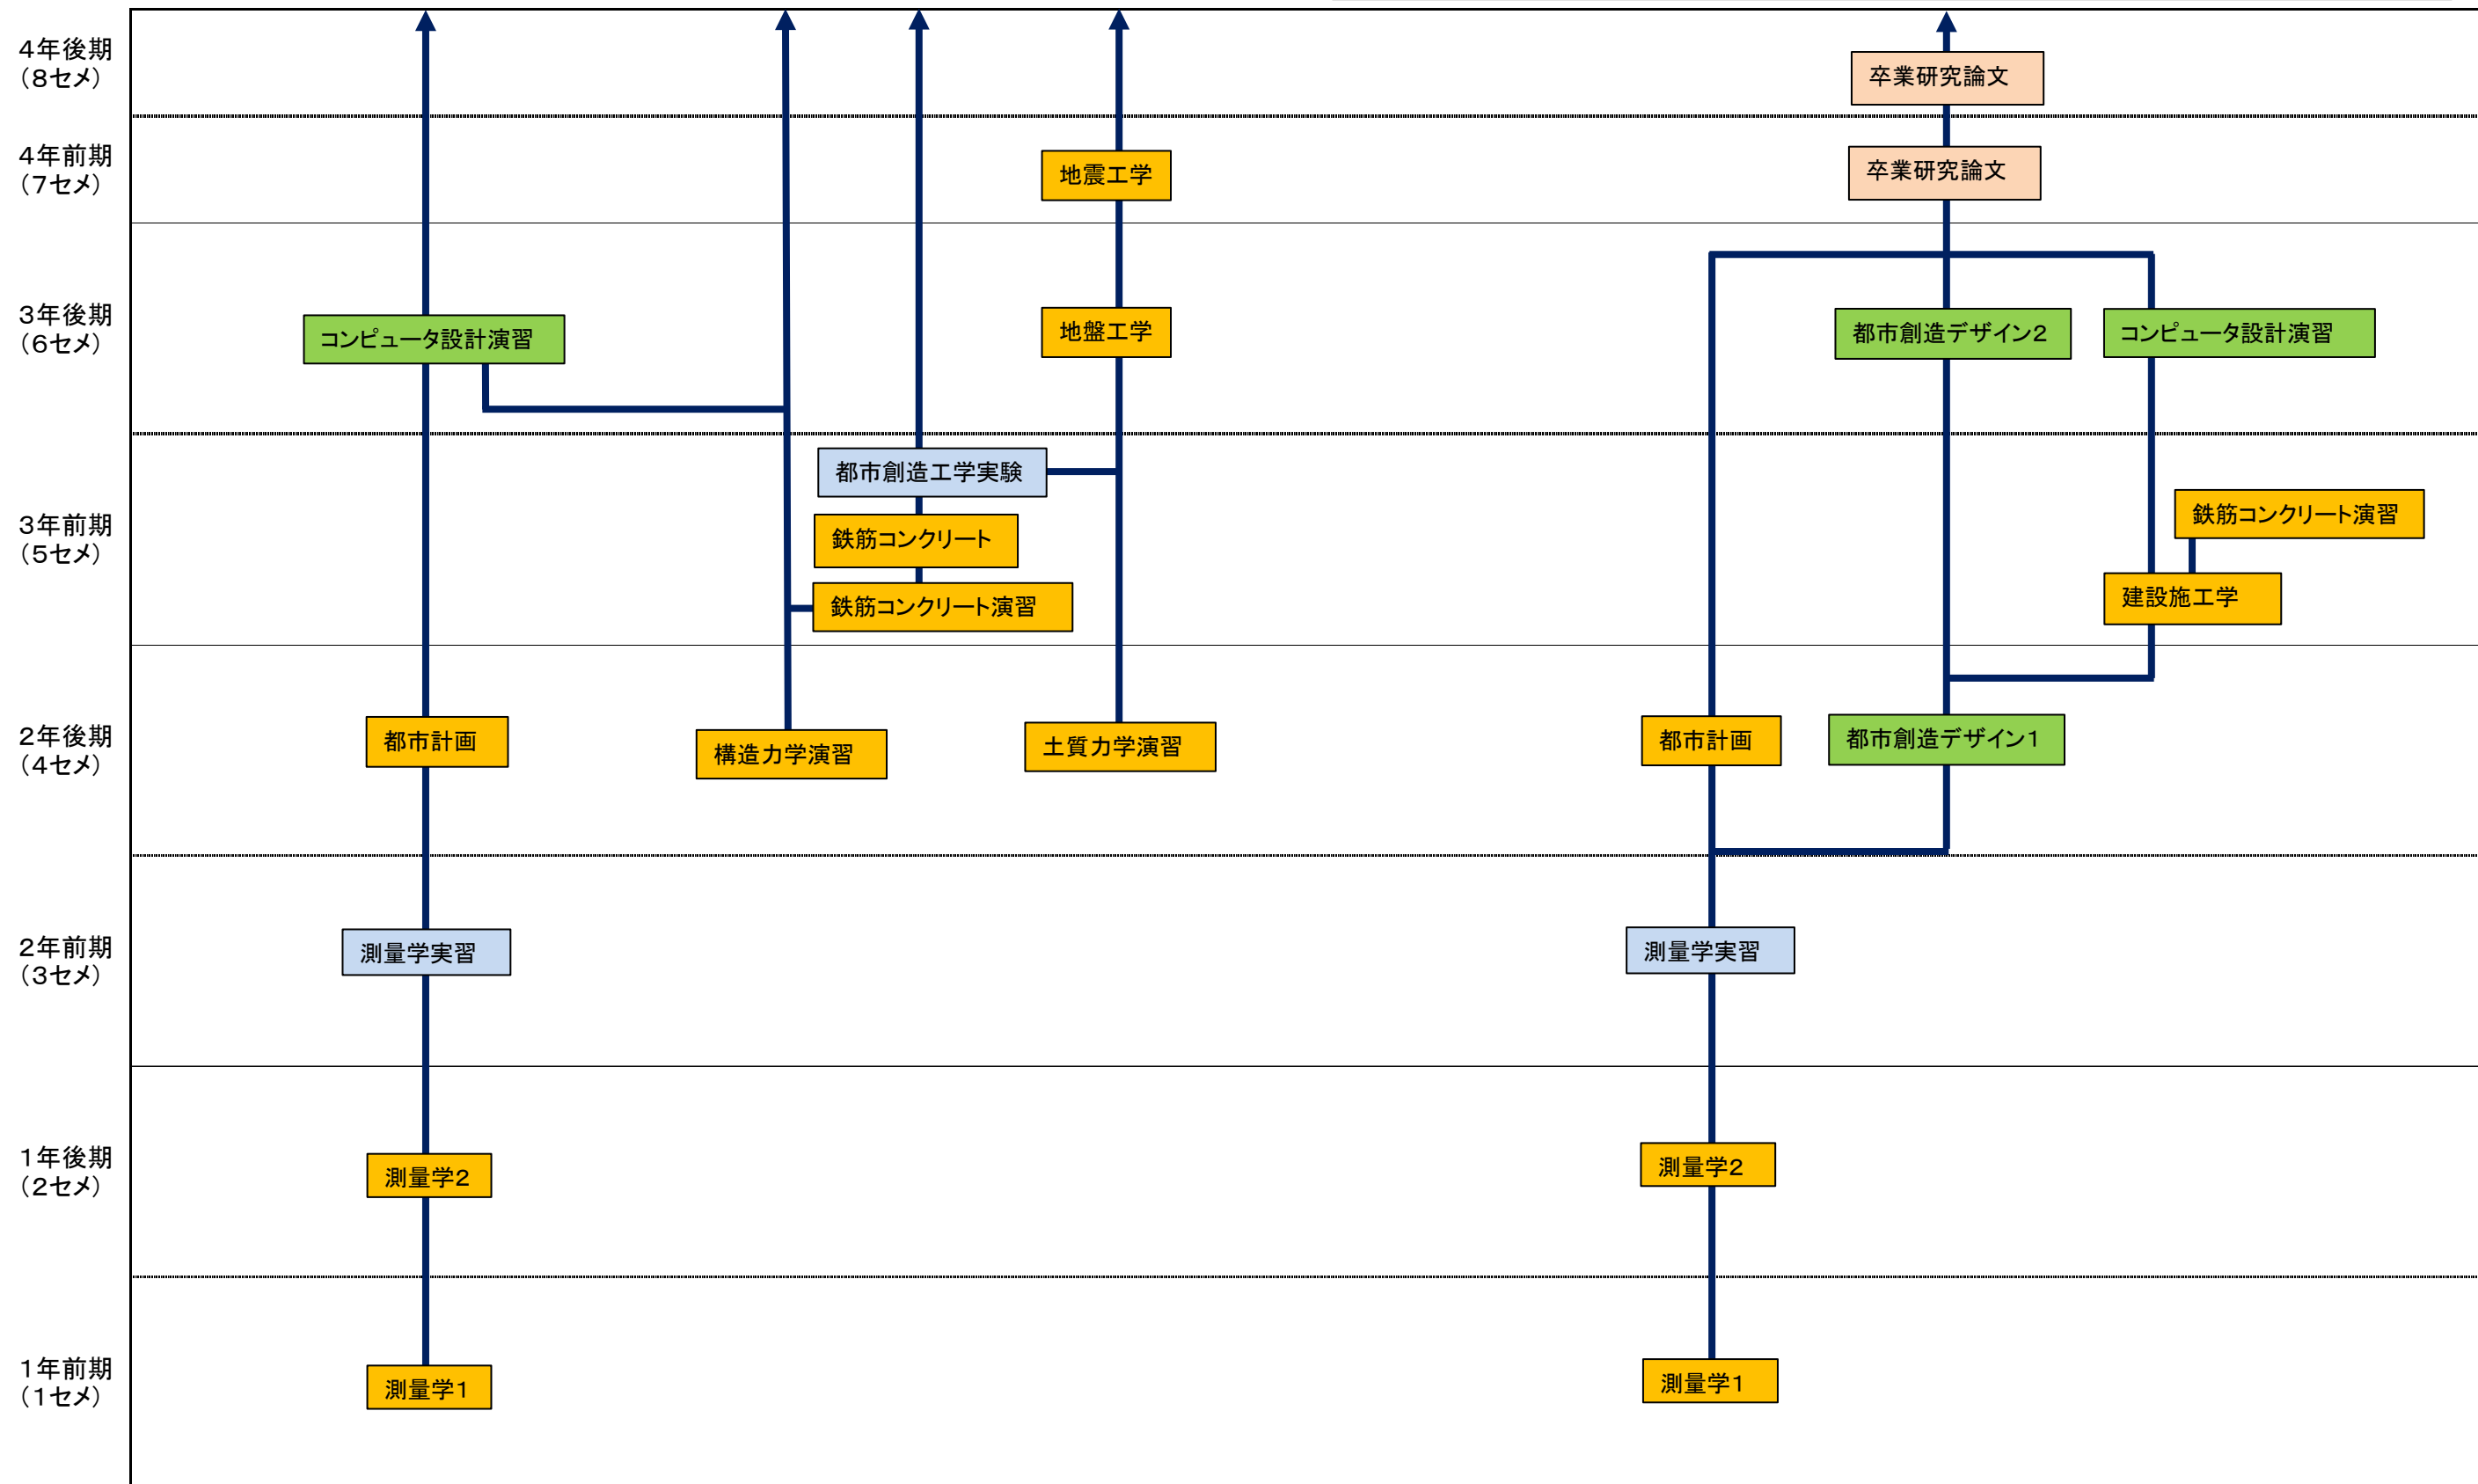 4年後期
（8セメ）
卒業研究論文
4年前期
（7セメ）
地震工学
卒業研究論文
3年後期
（6セメ）
コンピュータ設計演習
地盤工学
都市創造デザイン2
コンピュータ設計演習
3年前期
（5セメ）
都市創造工学実験
鉄筋コンクリート
鉄筋コンクリート演習
鉄筋コンクリート演習
建設施工学
2年後期
（4セメ）
都市計画
構造力学演習
土質力学演習
都市計画
都市創造デザイン1
2年前期
（3セメ）
測量学実習
測量学実習
1年後期
（2セメ）
測量学2
測量学2
1年前期
（1セメ）
測量学1
測量学1